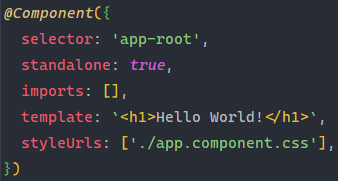 @Component({
  selector: 'app-root',
  standalone: true,
  imports: [],
  template: `<h1>Hello World!</h1>`,
  styleUrls: ['./app.component.css'],
})